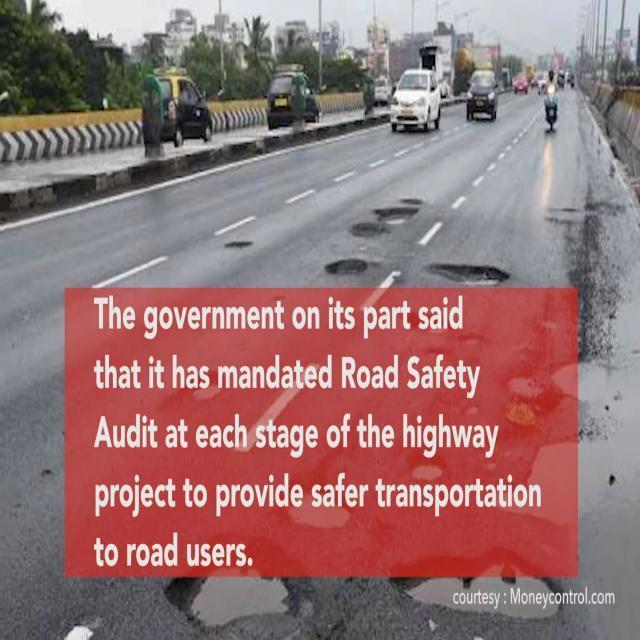 The government on its part said
that it has mandated Road Safety
Audit at each stage of the highway
project to provide safer transportation
to road users.
courtesy : Moneycontrol.com